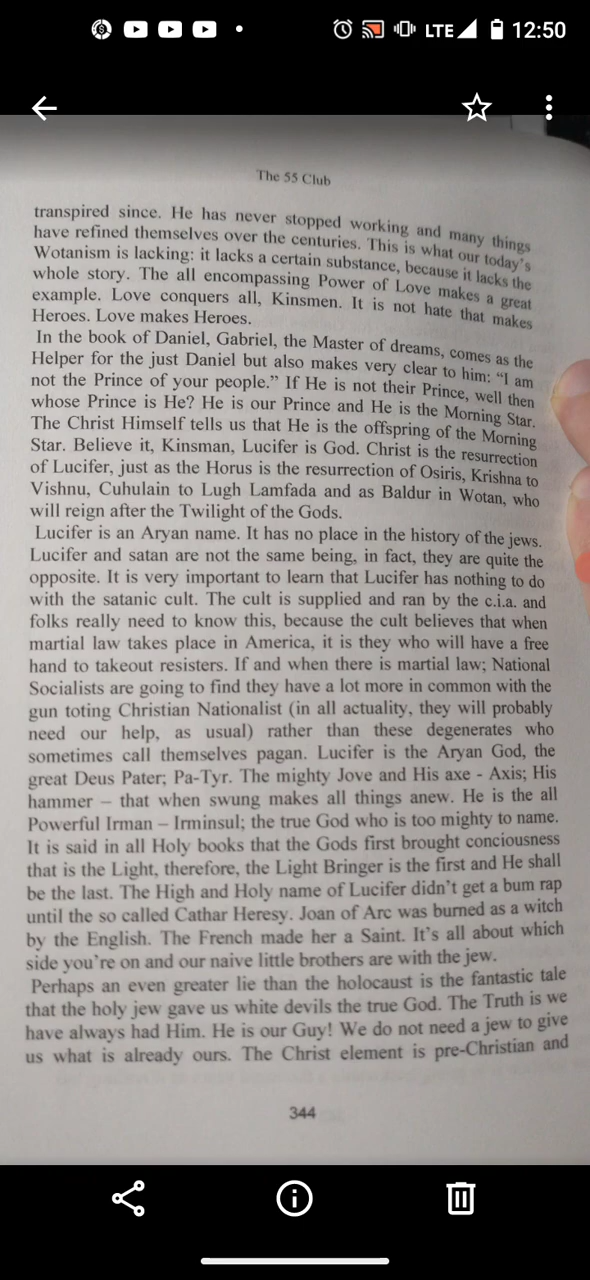 LTE 12:50
The 55 Club
transpired since. He has never stopped working and many things
have refined themselves over the centuries. This is what our today's
Wotanism is lacking: it lacks a certain substance, because it lacks the
whole story. The all encompassing Power of Love makes a great
example. Love conquers all, Kinsmen. It is not hate that makes
Heroes. Love makes Heroes.
In the book of Daniel, Gabriel, the Master of dreams, comes as the
Helper for the just Daniel but also makes very clear to him: “I am
not the Prince of your people.” If He is not their Prince, well then
whose Prince is He? He is our Prince and He is the Morning Star.
The Christ Himself tells us that He is the offspring of the Morning
Star. Believe it, Kinsman, Lucifer is God. Christ is the resurrection
of Lucifer, just as the Horus is the resurrection of Osiris, Krishna to
Vishnu, Cuhulain to Lugh Lamfada and as Baldur in Wotan, who
will reign after the Twilight of the Gods.
Lucifer is an Aryan name. It has no place in the history of the jews.
Lucifer and satan are not the same being, in fact, they are quite the
opposite. It is very important to learn that Lucifer has nothing to do
with the satanic cult. The cult is supplied and ran by the c.i.a. and
folks really need to know this, because the cult believes that when
martial law takes place in America, it is they who will have a free
hand to takeout resisters. If and when there is martial law; National
Socialists are going to find they have a lot more in common with the
gun toting Christian Nationalist (in all actuality, they will probably
need our help, as usual) rather than these degenerates who
sometimes call themselves pagan. Lucifer is the Aryan God, the
great Deus Pater; Pa-Tyr. The mighty Jove and His axe - Axis; His
hammer – that when swung makes all things anew. He is the all
Powerful Irman – Irminsul; the true God who is too mighty to name.
It is said in all Holy books that the Gods first brought conciousness
that is the Light, therefore, the Light Bringer is the first and He shall
be the last. The High and Holy name of Lucifer didn't get a bum rap
until the so called Cathar Heresy. Joan of Arc was burned as a witch
by the English. The French made her a Saint. It's all about which
side you're on and our naive little brothers are with the jew.
Perhaps an even greater lie than the holocaust is the fantastic tale
that the holy jew gave us white devils the true God. The Truth is we
have always had Him. He is our Guy! We do not need a jew to give
us what is already ours. The Christ element is pre-Christian and
344